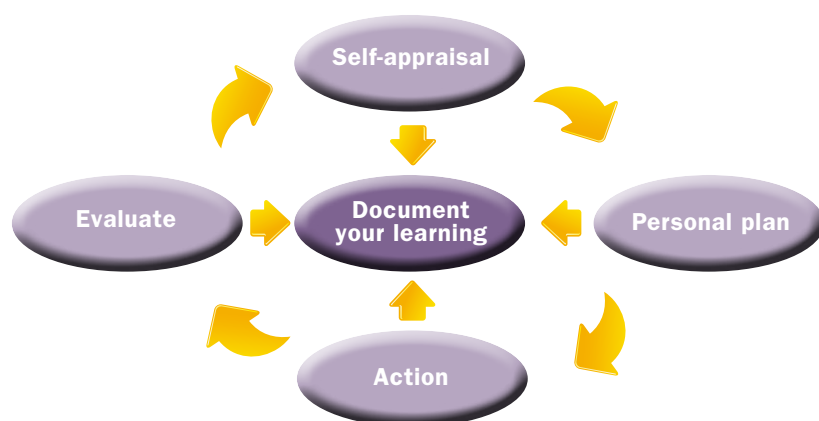 Self-appraisal
Evaluate
Document
your learning
Personal plan
Action